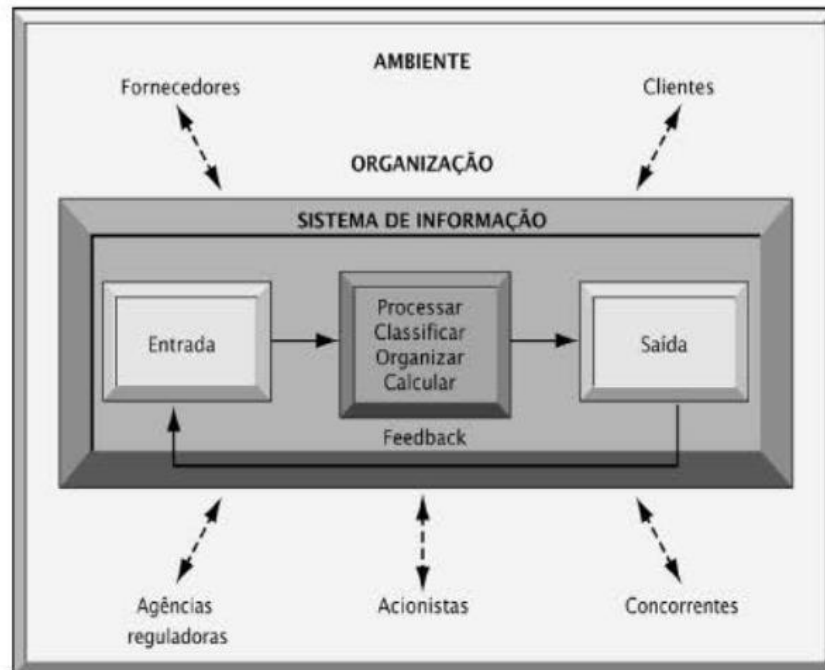 AMBIENTE
Fornecedores
Clientes
ORGANIZAÇÃO
SISTEMA DE INFORMAÇÃO
Entrada
Processar
Classificar
Organizar
Calcular
Saída
Feedback
Agências
reguladoras
Acionistas
Concorrentes